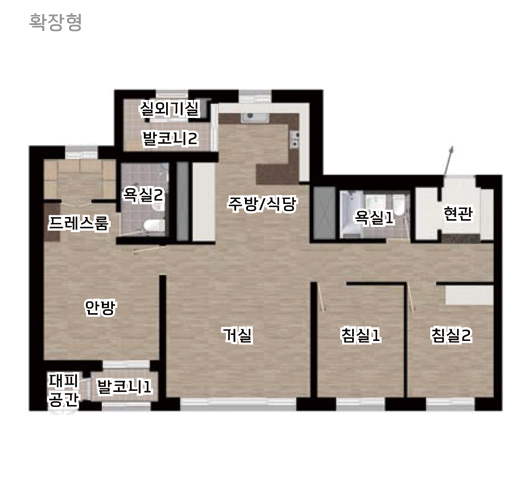 확장형
실외기실
발코니2
욕실2
드레스룸
주방/식당
욕실1
현관
안방
거실
침실1
침실2
대피
공간
발코니1